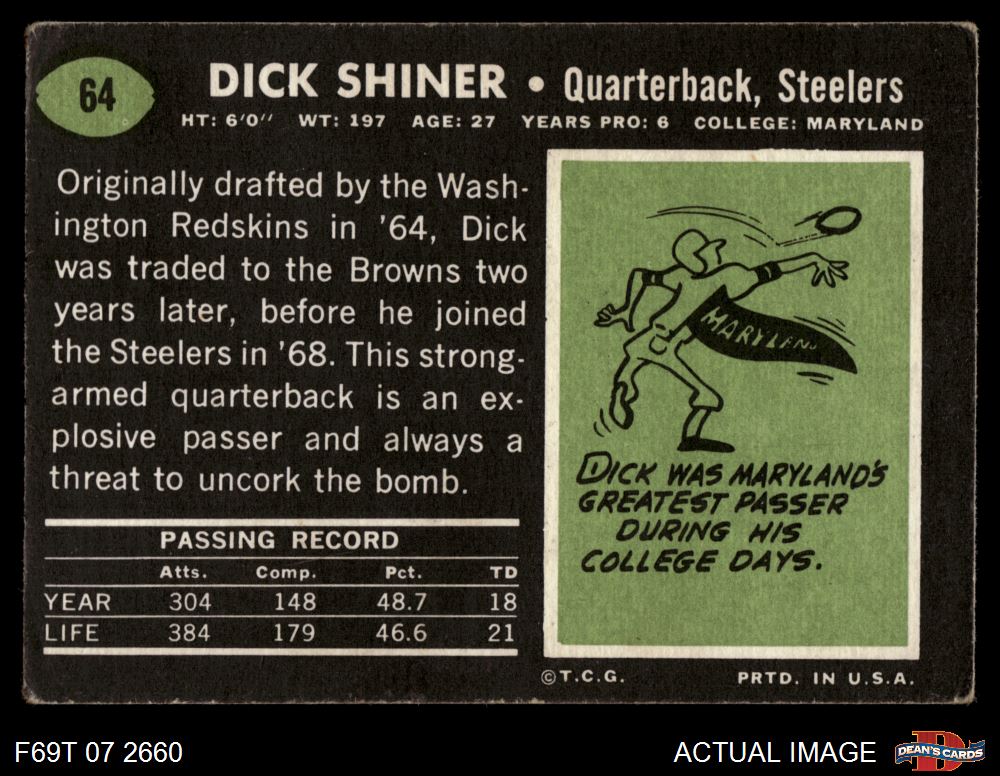 64
DICK SHINER • Quarterback, Steelers
HT: 6'0" WT: 197 AGE: 27 YEARS PRO: 6 COLLEGE: MARYLAND
Originally drafted by the Wash-
ington Redskins in '64, Dick
was traded to the Browns two
years later, before he joined
the Steelers in '68. This strong-
armed quarterback is an ex-
plosive passer and always a
threat to uncork the bomb.
PASSING RECORD
Atts. Comp. Pct. TD
YEAR 304 148 48.7 18
LIFE 384 179 46.6 21
MARYLAND
DICK WAS MARYLAND'S
GREATEST PASSER
DURING HIS
COLLEGE DAYS.
©T.C.G. PRTD. IN U.S.A.
F69T 07 2660 ACTUAL IMAGE
D
DEAN'S CARDS